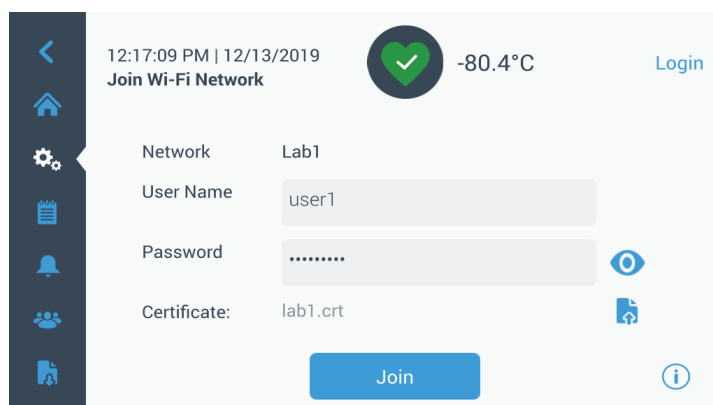 12:17:09 PM | 12/13/2019
Join Wi-Fi Network
-80.4°C
Login
Network Lab1
User Name user1
Password •••••••••
Certificate: lab1.crt
Join